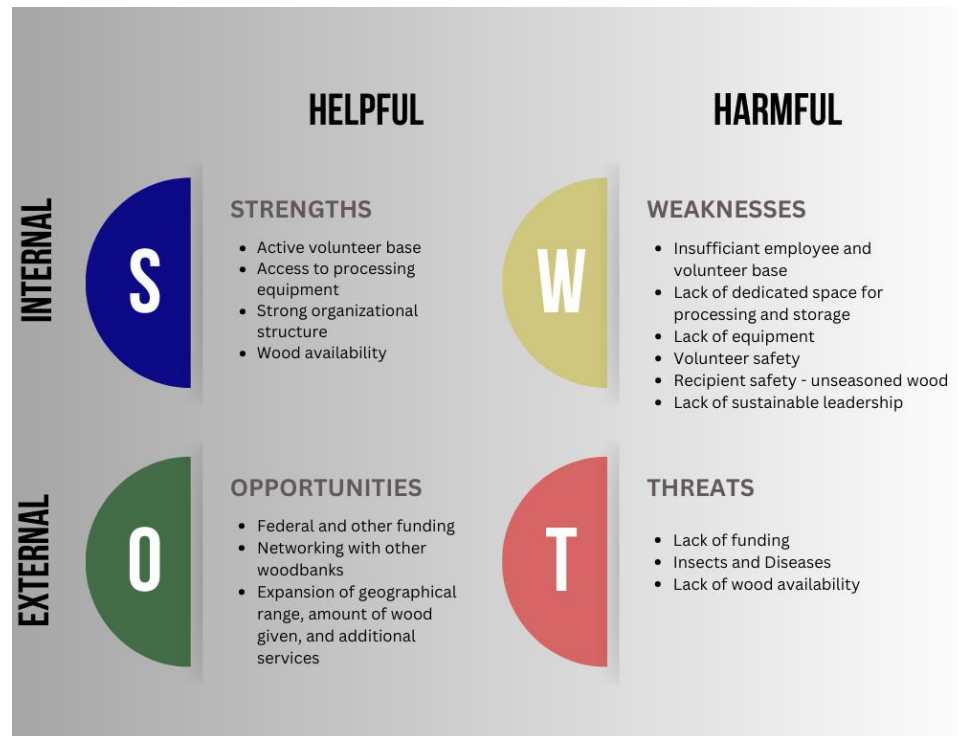 HELPFUL
HARMFUL
INTERNAL
S
STRENGTHS
• Active volunteer base
• Access to processing
equipment
• Strong organizational
structure
• Wood availability
W
WEAKNESSES
• Insufficiant employee and
volunteer base
• Lack of dedicated space for
processing and storage
• Lack of equipment
• Volunteer safety
• Recipient safety - unseasoned wood
• Lack of sustainable leadership
EXTERNAL
O
OPPORTUNITIES
• Federal and other funding
• Networking with other
woodbanks
• Expansion of geographical
range, amount of wood
given, and additional
services
T
THREATS
• Lack of funding
• Insects and Diseases
• Lack of wood availability